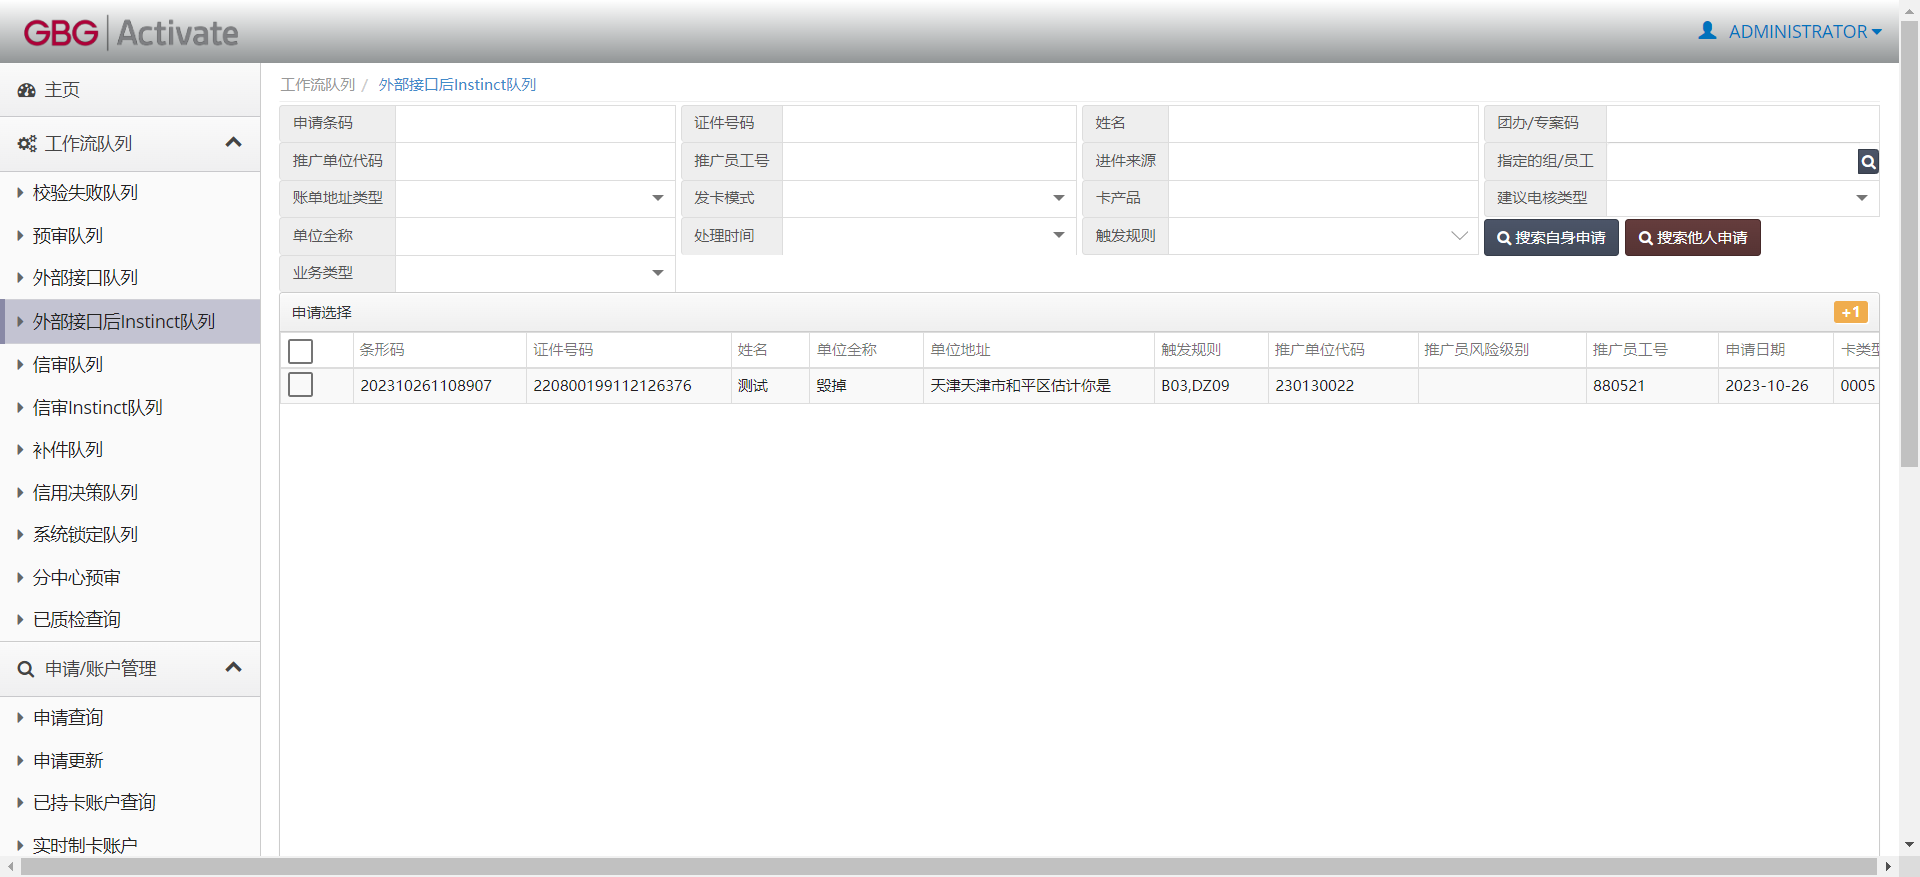 GBG Activate
ADMINISTRATOR
主页
工作流队列
校验失败队列
预审队列
外部接口队列
外部接口后Instinct队列
信审队列
信审Instinct队列
补件队列
信用决策队列
系统锁定队列
分中心预审
已质检查询
申请/账户管理
申请查询
申请更新
已持卡账户查询
实时制卡账户
工作流队列 / 外部接口后Instinct队列
申请条码 证件号码 姓名 团办/专案码
推广单位代码 推广员工号 进件来源 指定的组/员工
账单地址类型 发卡模式 卡产品 建议电核类型
单位全称 处理时间 触发规则 搜索自身申请 搜索他人申请
业务类型
申请选择 +1
条形码 证件号码 姓名 单位全称 单位地址 触发规则 推广单位代码 推广员风险级别 推广员工号 申请日期 卡类型
202310261108907 220800199112126376 测试 毁掉 天津天津市和平区估计你是 B03,DZ09 230130022 880521 2023-10-26 0005